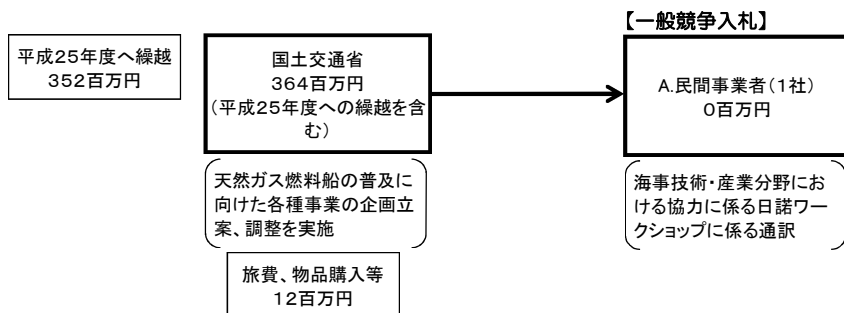 【一般競争入札】
平成25年度へ繰越
352百万円
国土交通省
364百万円
(平成25年度への繰越を含
む)
A.民間事業者(1社)
0百万円
天然ガス燃料船の普及に
向けた各種事業の企画立
案、調整を実施
海事技術・産業分野にお
ける協力に係る日諾ワー
クショップに係る通訳
旅費、物品購入等
12百万円